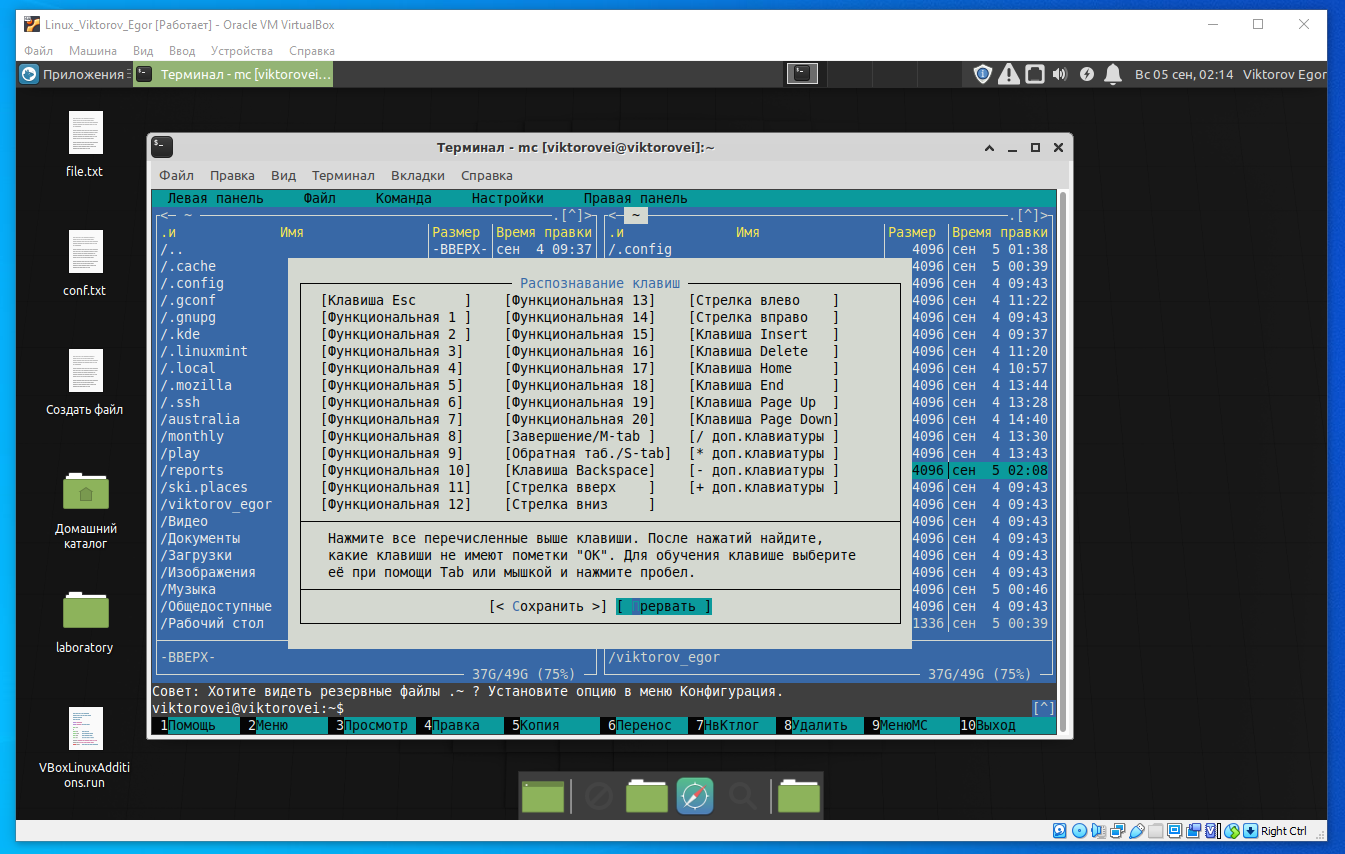 Linux_Viktorov_Egor [Работает] - Oracle VM VirtualBox
Файл Машина Вид Ввод Устройства Справка
Приложения Терминал - mc [viktorovei... Вс 05 сен, 02:14 Viktorov Egor
file.txt
conf.txt
Создать файл
Домашний
каталог
laboratory
VBoxLinuxAdditi
ons.run
Терминал - mc [viktorovei@viktorovei]:~
Файл Правка Вид Терминал Вкладки Справка
Левая панель Файл Команда Настройки Правая панель
<— ~ .[^]> <— ~ .[^]>
.и Имя Размер Время правки .и Имя Размер Время правки
/.. -ВВЕРХ- сен 4 09:37 /.config 4096 сен 5 01:38
/.cache 4096 сен 5 00:39
/.config 4096 сен 4 09:43
/.gconf 4096 сен 4 11:22
/.gnupg 4096 сен 4 09:43
/.kde 4096 сен 4 09:37
/.linuxmint 4096 сен 4 11:20
/.local 4096 сен 4 10:57
/.mozilla 4096 сен 4 13:44
/.ssh 4096 сен 4 13:28
/australia 4096 сен 4 14:40
/monthly 4096 сен 4 13:30
/play 4096 сен 4 13:43
/reports 4096 сен 5 02:08
/ski.places 4096 сен 4 09:43
/viktorov_egor 4096 сен 4 09:43
/Видео 4096 сен 4 09:43
/Документы 4096 сен 4 09:43
/Загрузки 4096 сен 4 09:43
/Изображения 4096 сен 4 09:43
/Музыка 4096 сен 5 00:46
/Общедоступные 4096 сен 4 09:43
/Рабочий стол 1336 сен 5 00:39
Распознавание клавиш
[Клавиша Esc ] [Функциональная 13] [Стрелка влево ]
[Функциональная 1 ] [Функциональная 14] [Стрелка вправо ]
[Функциональная 2 ] [Функциональная 15] [Клавиша Insert ]
[Функциональная 3] [Функциональная 16] [Клавиша Delete ]
[Функциональная 4] [Функциональная 17] [Клавиша Home ]
[Функциональная 5] [Функциональная 18] [Клавиша End ]
[Функциональная 6] [Функциональная 19] [Клавиша Page Up ]
[Функциональная 7] [Функциональная 20] [Клавиша Page Down]
[Функциональная 8] [Завершение/M-tab ] [/ доп.клавиатуры ]
[Функциональная 9] [Обратная таб./S-tab] [* доп.клавиатуры ]
[Функциональная 10] [Клавиша Backspace] [- доп.клавиатуры ]
[Функциональная 11] [Стрелка вверх ] [+ доп.клавиатуры ]
[Функциональная 12] [Стрелка вниз ]
Нажмите все перечисленные выше клавиши. После нажатий найдите,
какие клавиши не имеют пометки "OK". Для обучения клавише выберите
её при помощи Tab или мышкой и нажмите пробел.
[< Сохранить >] [ Прервать ]
-ВВЕРХ- /viktorov_egor
37G/49G (75%) 37G/49G (75%)
Совет: Хотите видеть резервные файлы .~ ? Установите опцию в меню Конфигурация.
viktorovei@viktorovei:~$ [^]
1Помощь 2Меню 3Просмотр 4Правка 5Копия 6Перенос 7НвКтлог 8Удалить 9МенюMC 10Выход
Right Ctrl